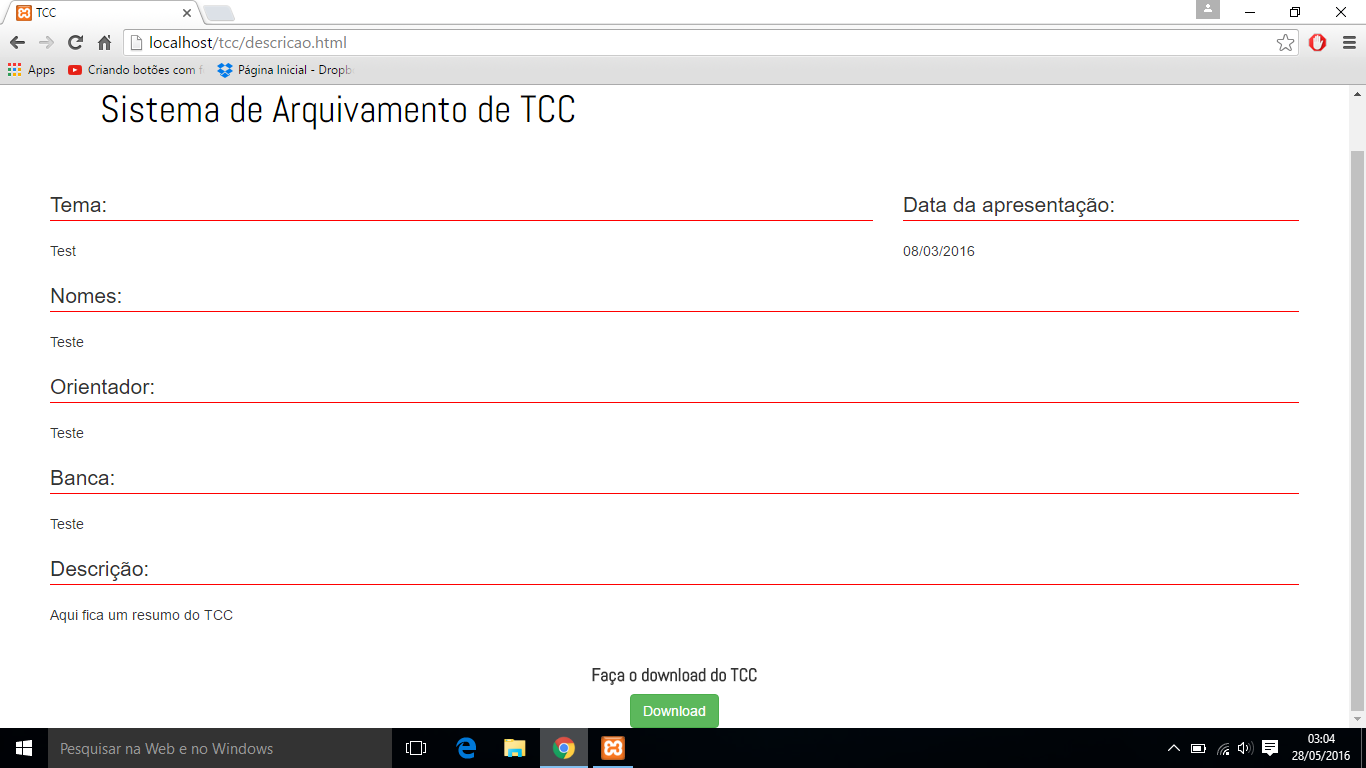 TCC
localhost/tcc/descricao.html
Apps
Criando botões com f
Página Inicial - Dropb
Sistema de Arquivamento de TCC
Tema:
Data da apresentação:
Test
08/03/2016
Nomes:
Teste
Orientador:
Teste
Banca:
Teste
Descrição:
Aqui fica um resumo do TCC
Faça o download do TCC
Download
Pesquisar na Web e no Windows
03:04
28/05/2016